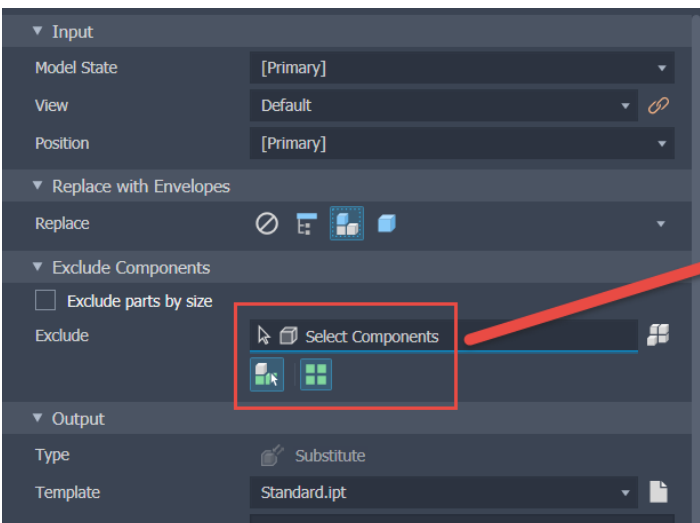 Input
Model State [Primary]
View Default
Position [Primary]
Replace with Envelopes
Replace
Exclude Components
Exclude parts by size
Exclude Select Components
Output
Type Substitute
Template Standard.ipt